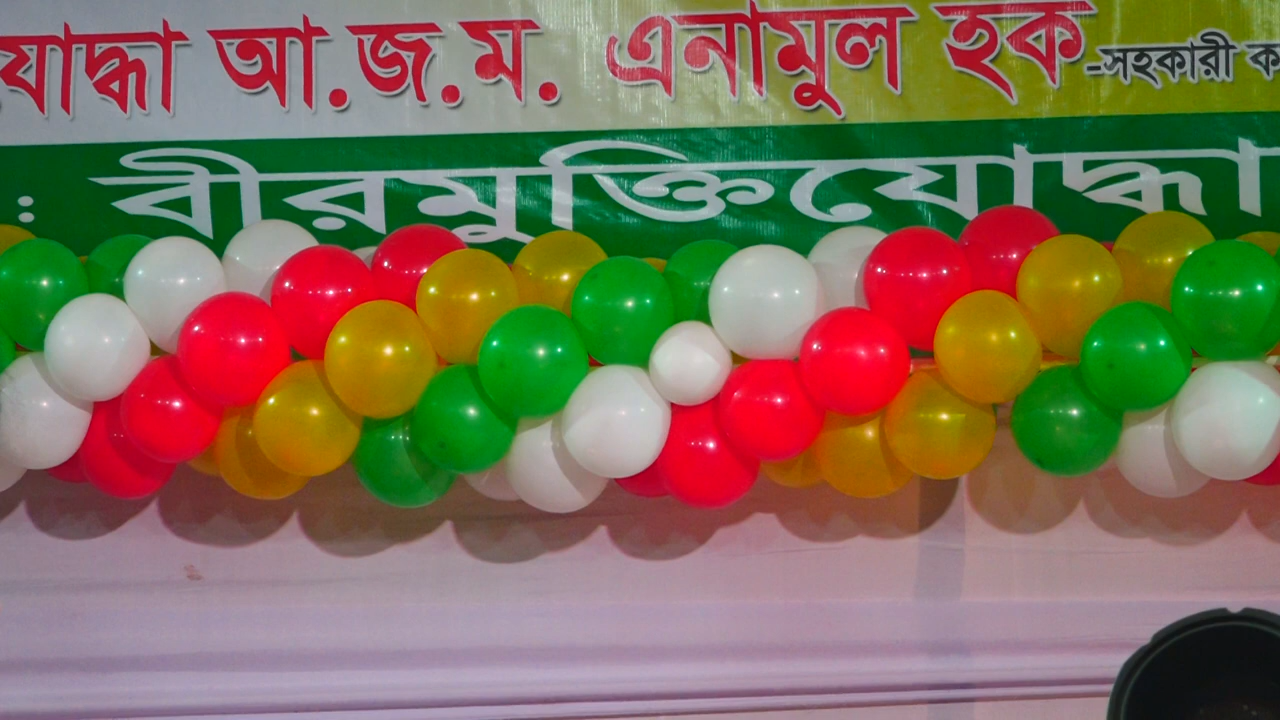 যোদ্ধা আ.জ.ম. এনামুল হক -সহকারী ক
: বীরমুক্তিযোদ্ধা